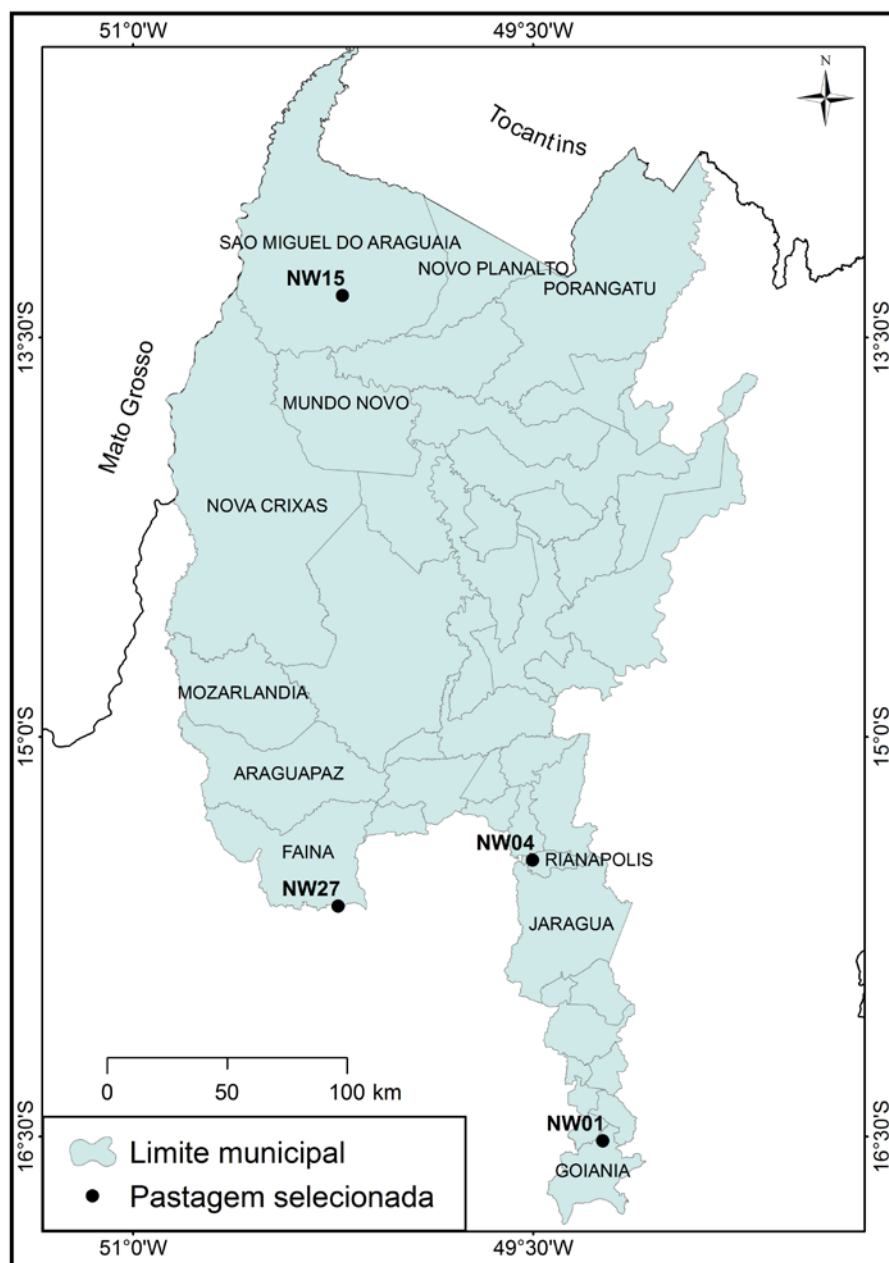 51°0'W 49°30'W
N
Tocantins
SAO MIGUEL DO ARAGUAIA
NOVO PLANALTO
NW15
PORANGATU
13°30'S 13°30'S
Mato Grosso
MUNDO NOVO
NOVA CRIXAS
MOZARLANDIA
15°0'S 15°0'S
ARAGUAPAZ
NW04
FAINA
RIANAPOLIS
NW27
JARAGUA
0 50 100 km
NW01
16°30'S 16°30'S
Limite municipal
GOIANIA
Pastagem selecionada
51°0'W 49°30'W